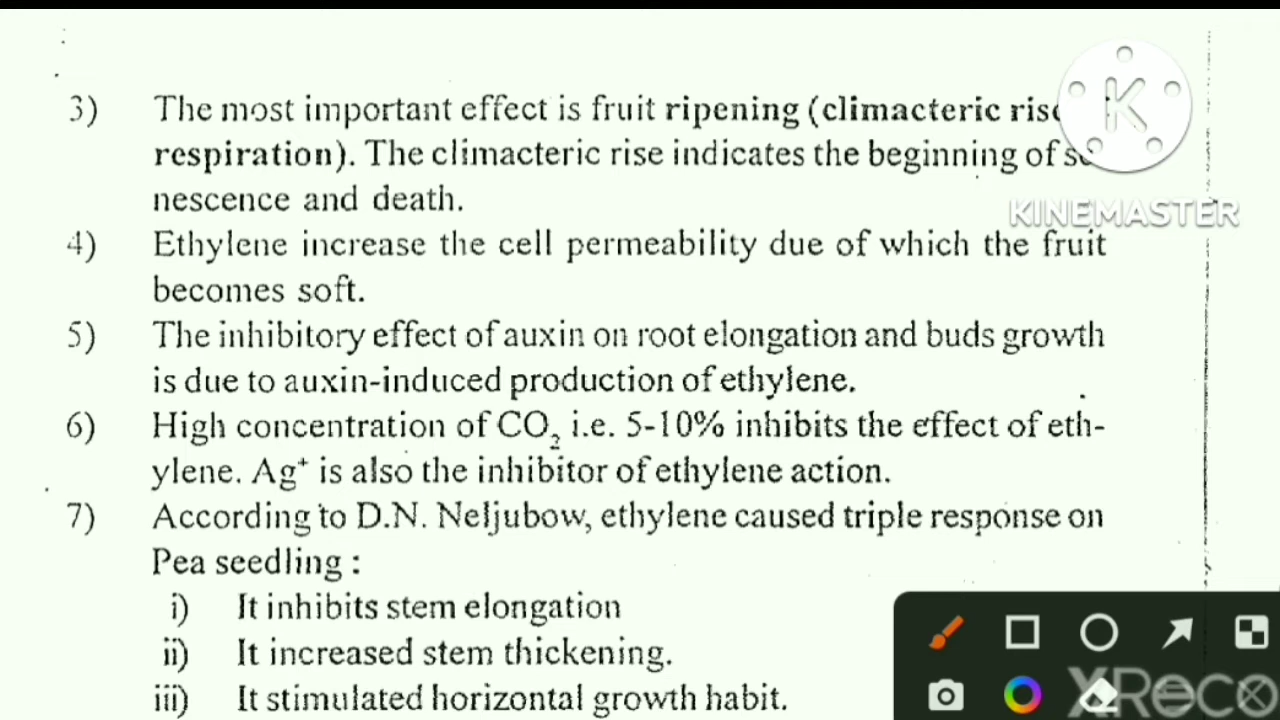 3) The most important effect is fruit ripening (climacteric rise
respiration). The climacteric rise indicates the beginning of se
nescence and death.
4) Ethylene increase the cell permeability due of which the fruit
becomes soft.
5) The inhibitory effect of auxin on root elongation and buds growth
is due to auxin-induced production of ethylene.
6) High concentration of CO₂ i.e. 5-10% inhibits the effect of eth-
ylene. Ag⁺ is also the inhibitor of ethylene action.
7) According to D.N. Neljubow, ethylene caused triple response on
Pea seedling :
i) It inhibits stem elongation
ii) It increased stem thickening.
iii) It stimulated horizontal growth habit.
K
KINEMASTER
XReco